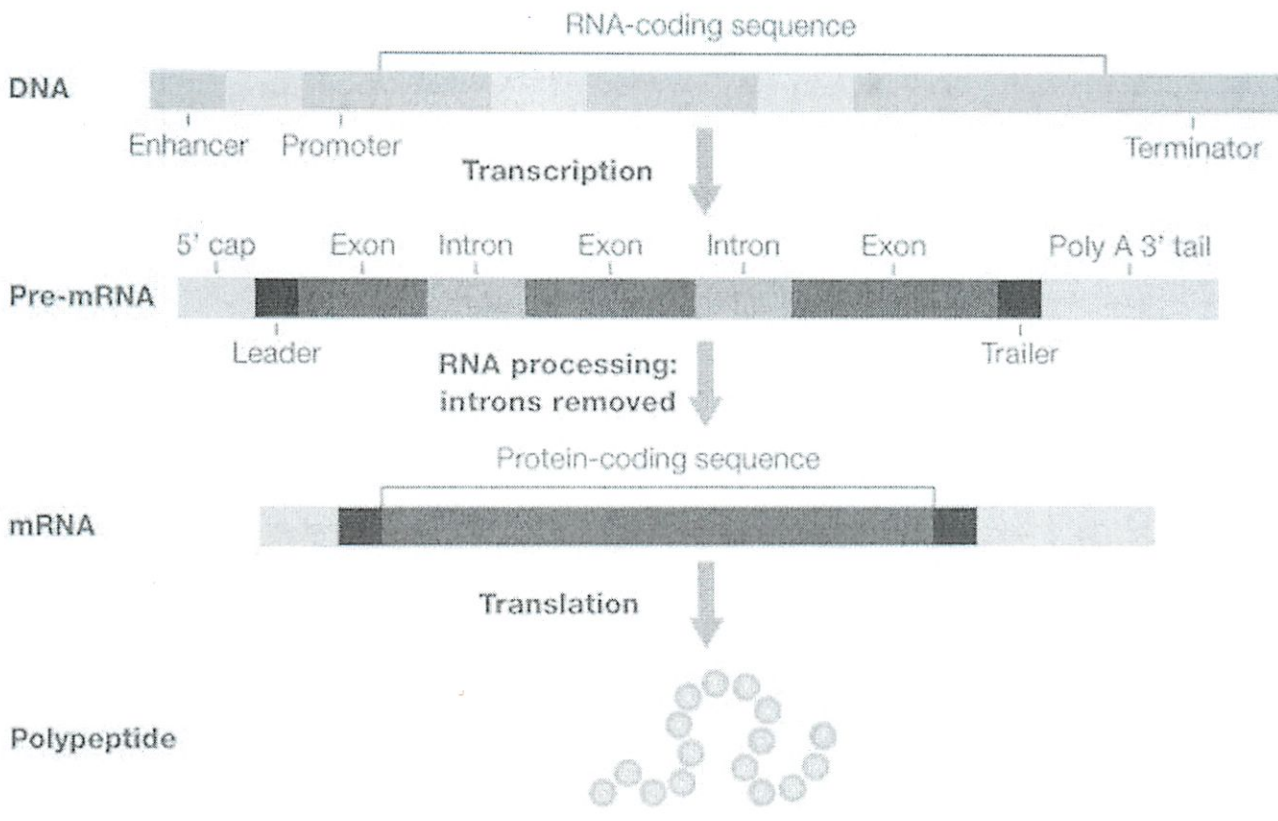 RNA-coding sequence
DNA
Enhancer
Promoter
Terminator
Transcription
5' cap
Exon
Intron
Exon
Intron
Exon
Poly A 3' tail
Pre-mRNA
Leader
Trailer
RNA processing:
introns removed
Protein-coding sequence
mRNA
Translation
Polypeptide